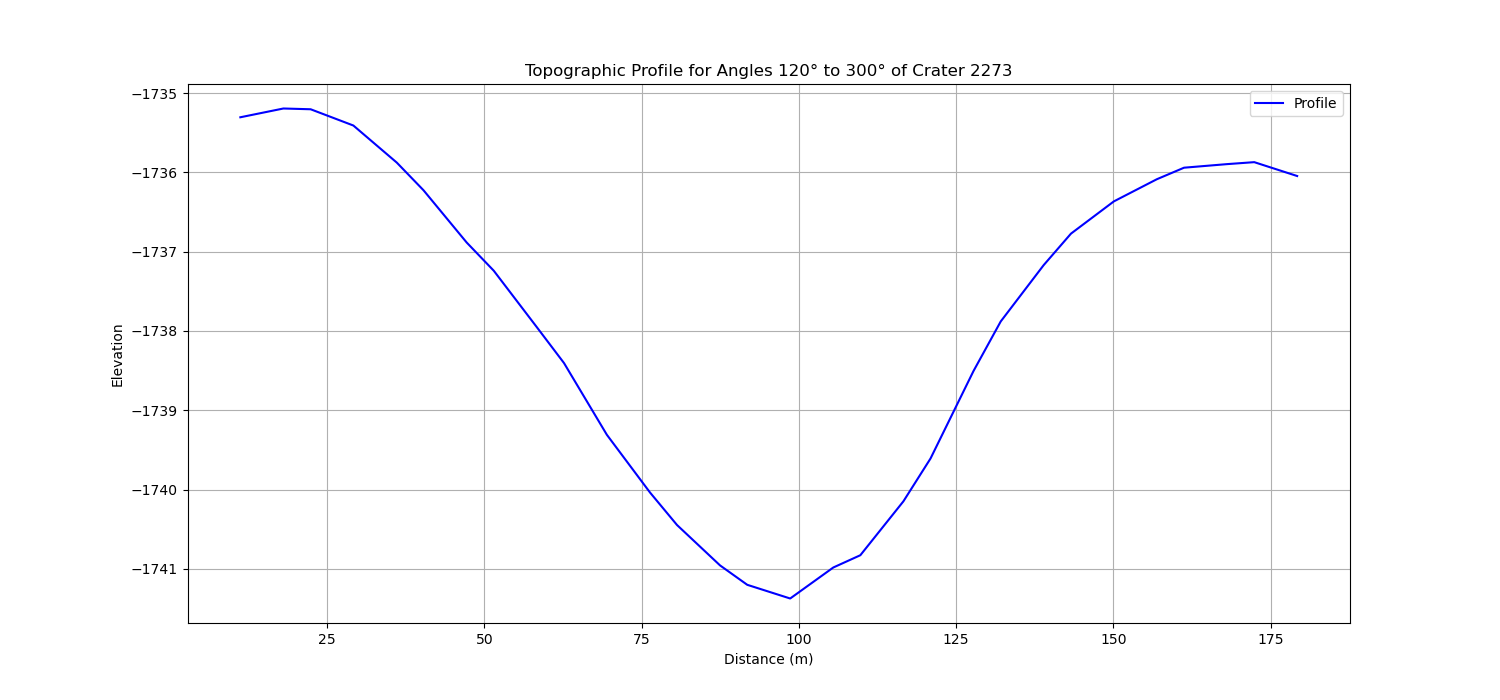 Topographic Profile for Angles 120° to 300° of Crater 2273
Profile
Elevation
−1735
−1736
−1737
−1738
−1739
−1740
−1741
25 50 75 100 125 150 175
Distance (m)